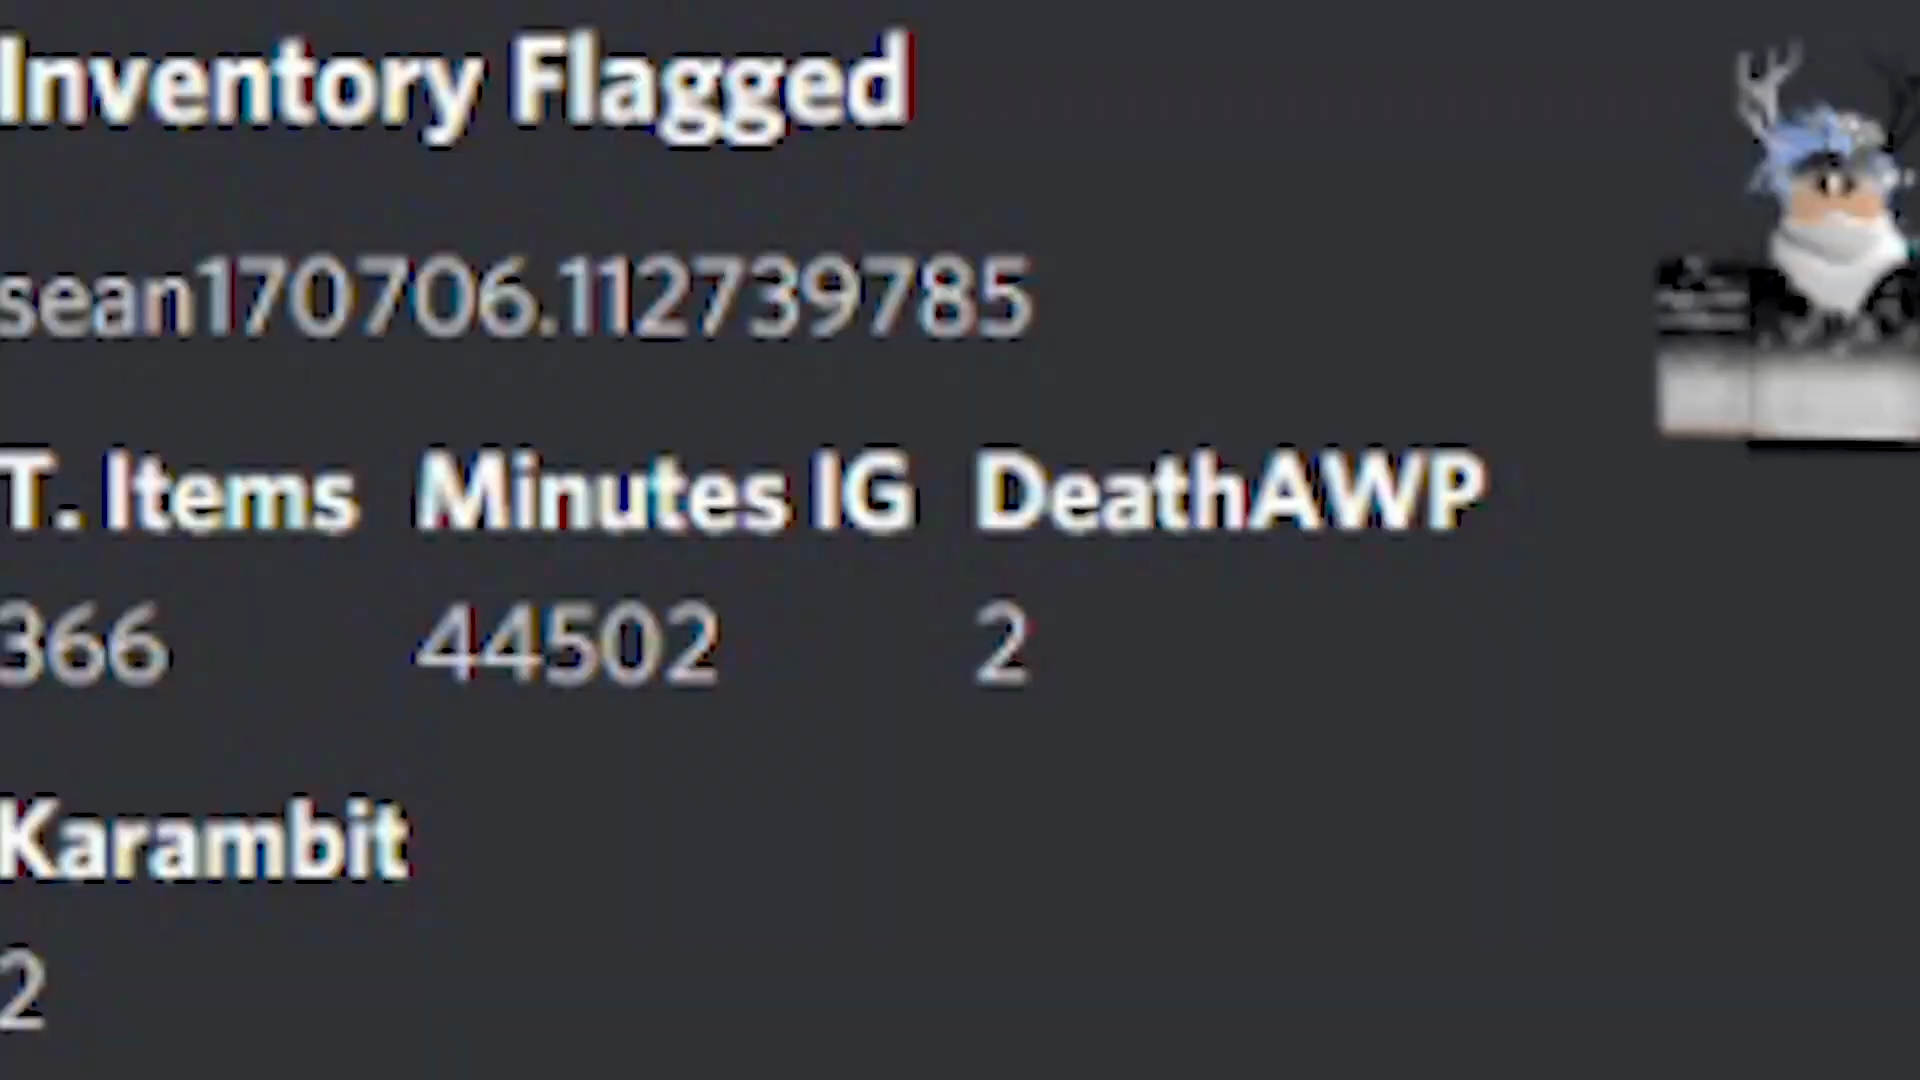 Inventory Flagged
sean170706.112739785
T. Items Minutes IG DeathAWP
366 44502 2
Karambit
2